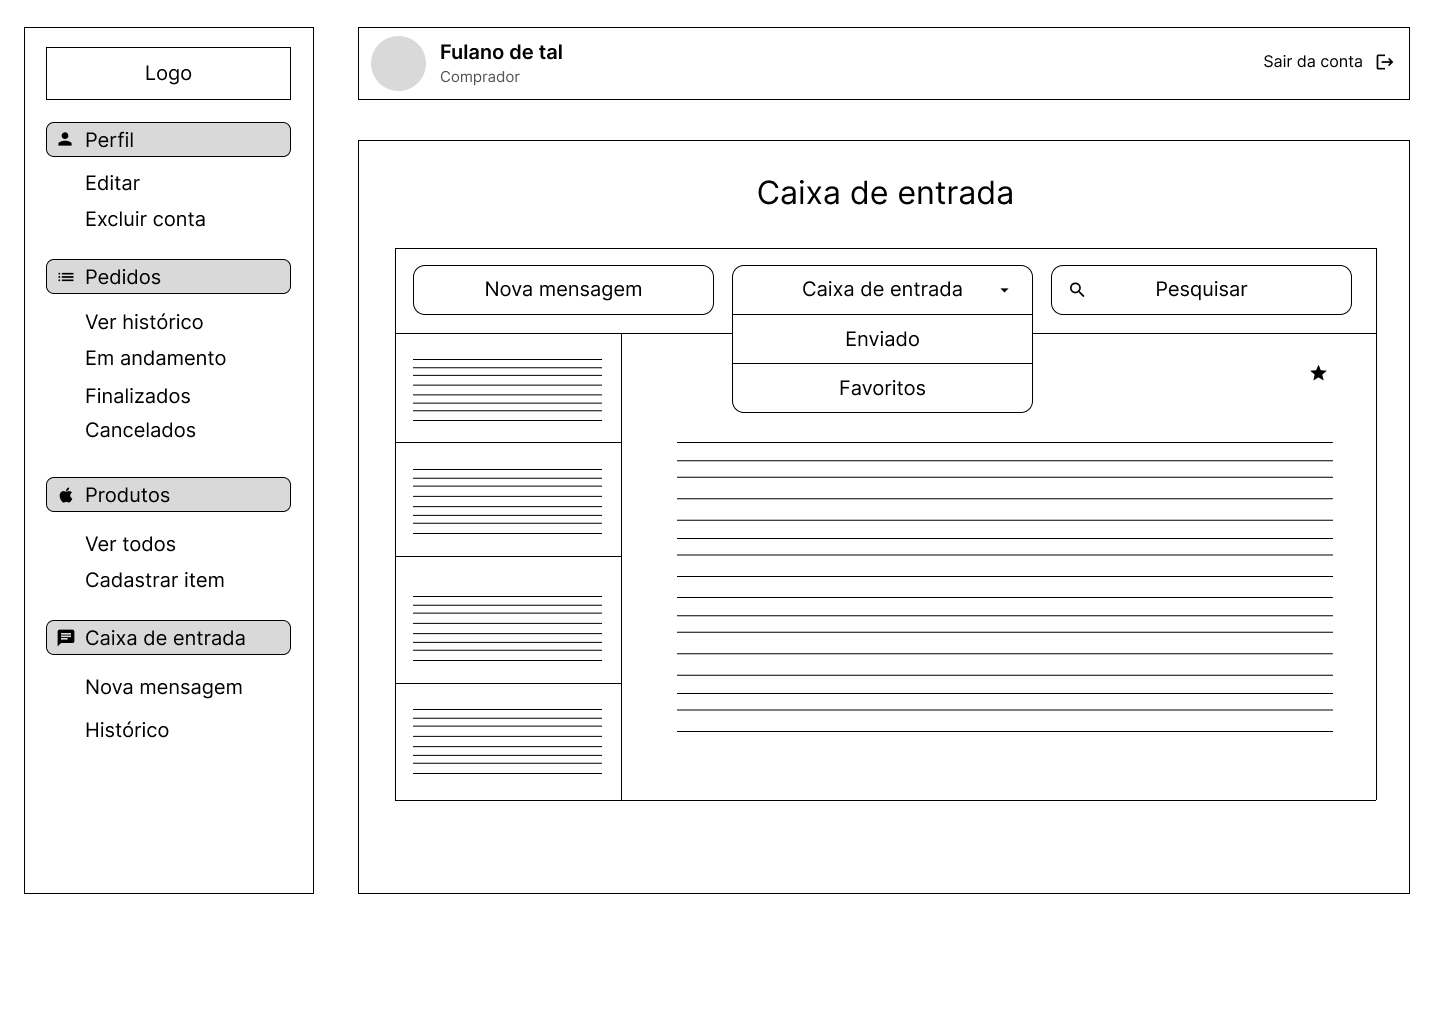 Logo
Perfil
Editar
Excluir conta
Pedidos
Ver histórico
Em andamento
Finalizados
Cancelados
Produtos
Ver todos
Cadastrar item
Caixa de entrada
Nova mensagem
Histórico
Fulano de tal
Comprador
Sair da conta
Caixa de entrada
Nova mensagem
Caixa de entrada
Pesquisar
Enviado
Favoritos